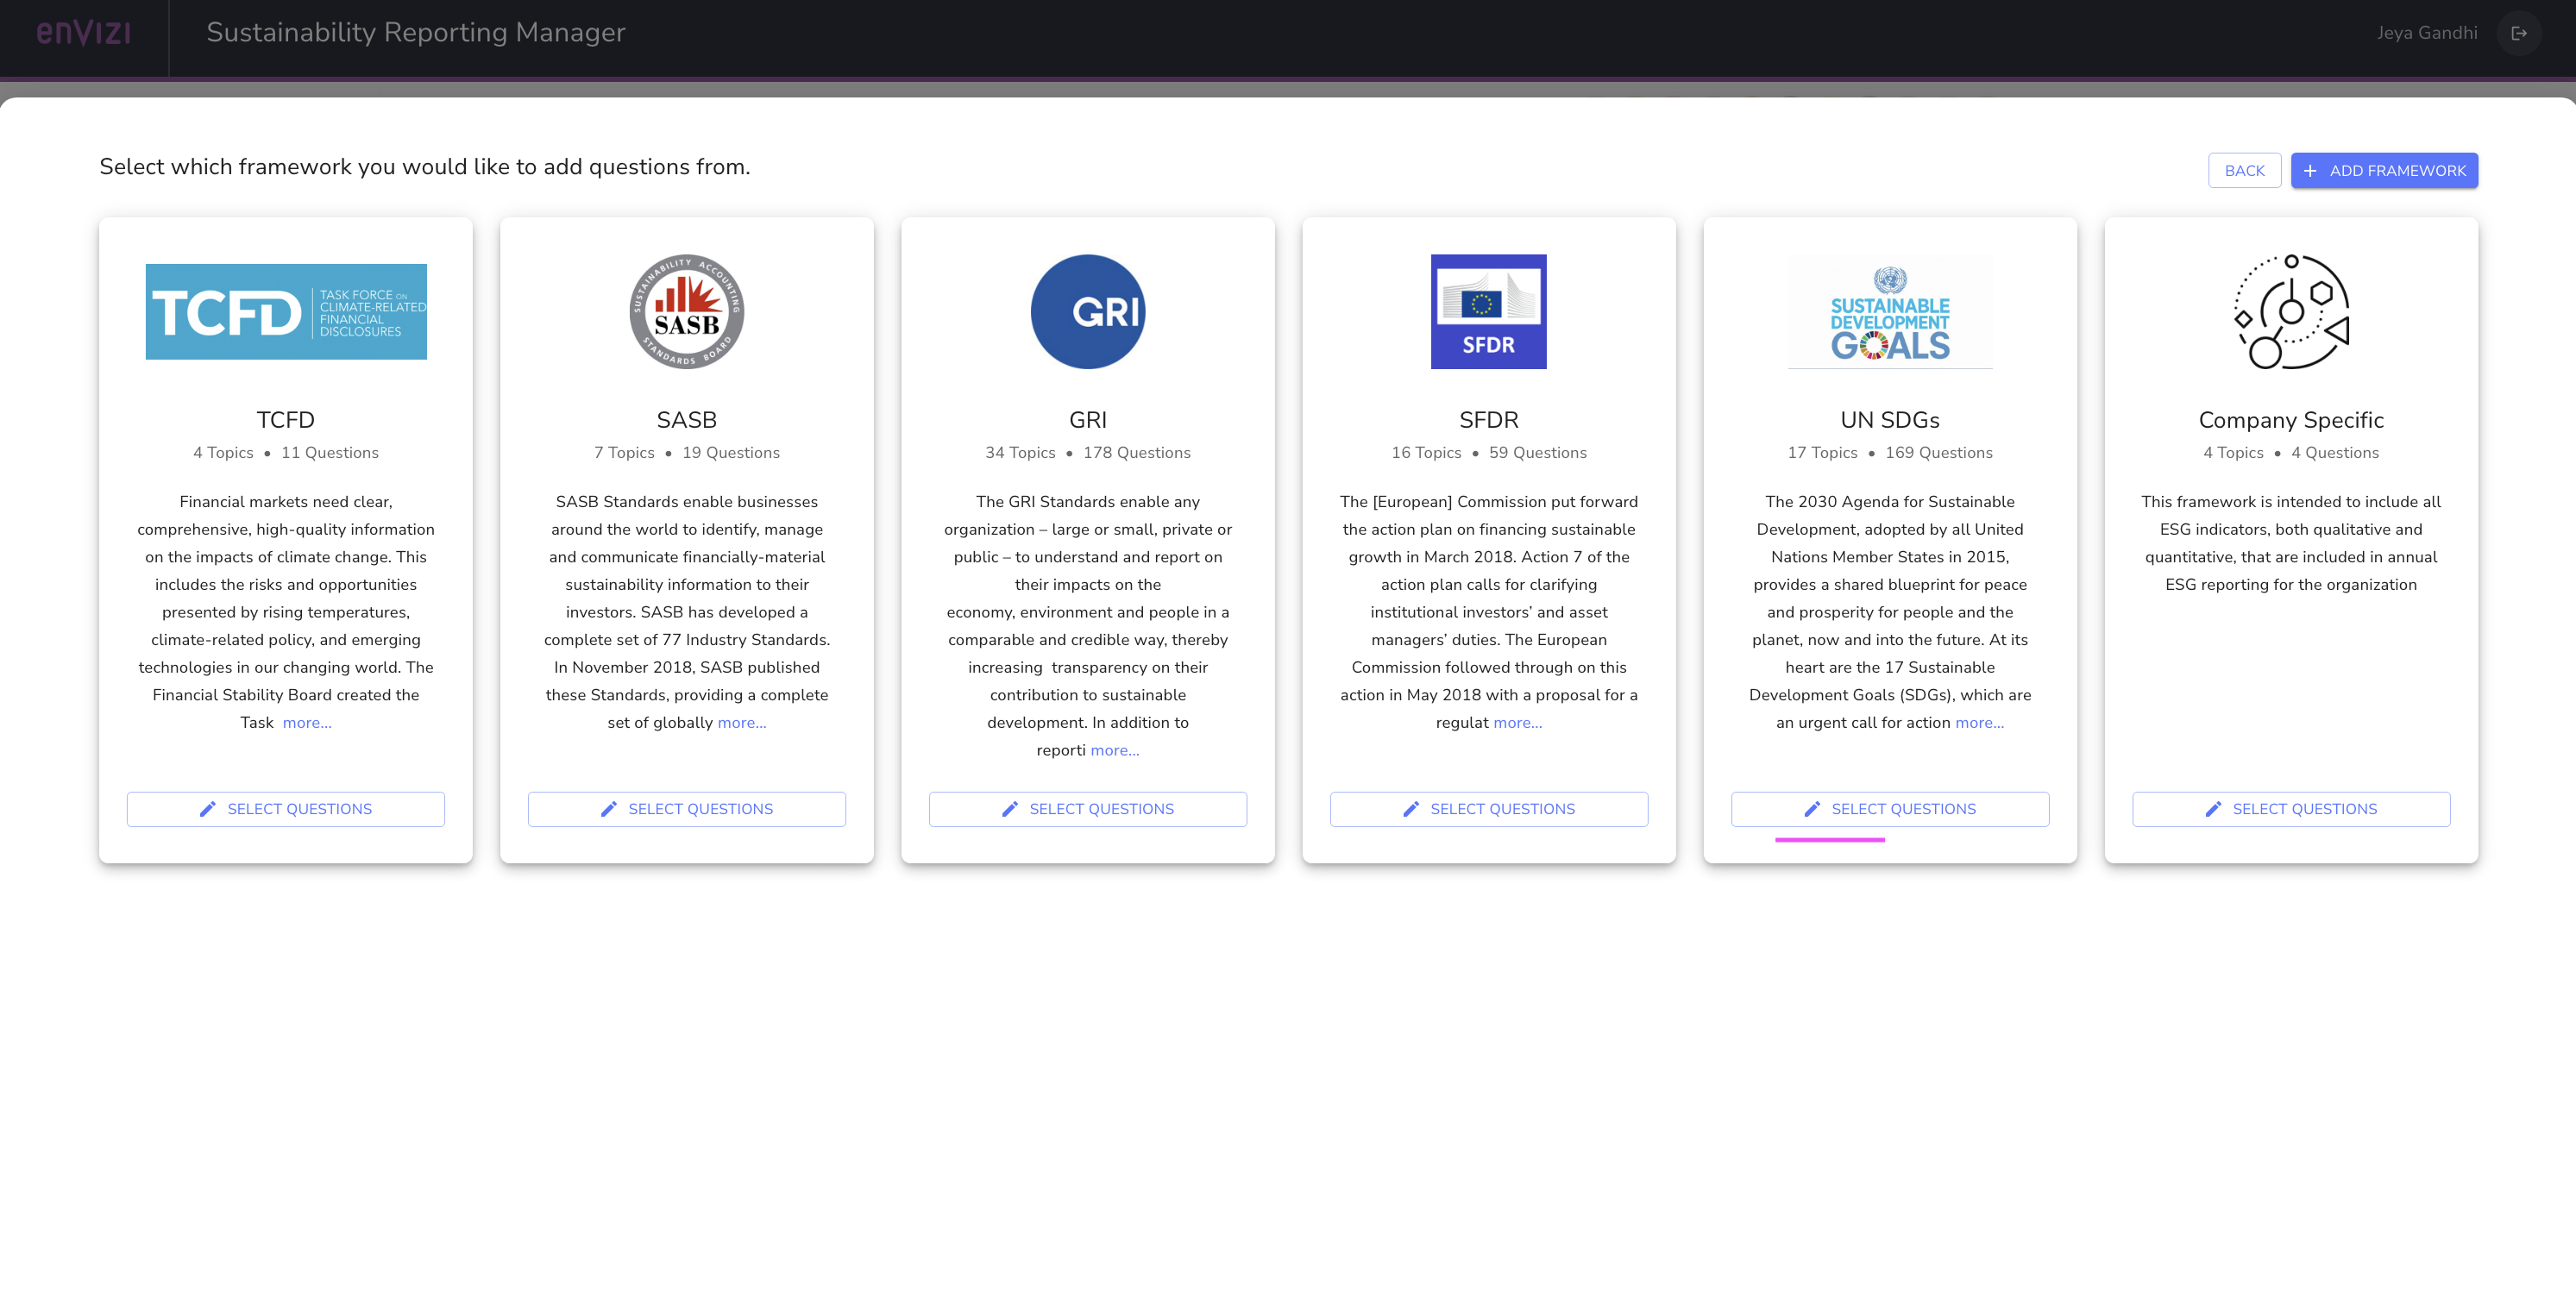 enVizi
Sustainability Reporting Manager
Jeya Gandhi
Select which framework you would like to add questions from.
BACK
ADD FRAMEWORK
TCFD
TASK FORCE ON
CLIMATE-RELATED
FINANCIAL
DISCLOSURES
TCFD
4 Topics • 11 Questions
Financial markets need clear,
comprehensive, high-quality information
on the impacts of climate change. This
includes the risks and opportunities
presented by rising temperatures,
climate-related policy, and emerging
technologies in our changing world. The
Financial Stability Board created the
Task more...
SELECT QUESTIONS
SUSTAINABILITY ACCOUNTING
SASB
STANDARDS BOARD
SASB
7 Topics • 19 Questions
SASB Standards enable businesses
around the world to identify, manage
and communicate financially-material
sustainability information to their
investors. SASB has developed a
complete set of 77 Industry Standards.
In November 2018, SASB published
these Standards, providing a complete
set of globally more...
SELECT QUESTIONS
GRI
GRI
34 Topics • 178 Questions
The GRI Standards enable any
organization – large or small, private or
public – to understand and report on
their impacts on the
economy, environment and people in a
comparable and credible way, thereby
increasing transparency on their
contribution to sustainable
development. In addition to
reporti more...
SELECT QUESTIONS
SFDR
SFDR
16 Topics • 59 Questions
The [European] Commission put forward
the action plan on financing sustainable
growth in March 2018. Action 7 of the
action plan calls for clarifying
institutional investors’ and asset
managers’ duties. The European
Commission followed through on this
action in May 2018 with a proposal for a
regulat more...
SELECT QUESTIONS
SUSTAINABLE
DEVELOPMENT
GOALS
UN SDGs
17 Topics • 169 Questions
The 2030 Agenda for Sustainable
Development, adopted by all United
Nations Member States in 2015,
provides a shared blueprint for peace
and prosperity for people and the
planet, now and into the future. At its
heart are the 17 Sustainable
Development Goals (SDGs), which are
an urgent call for action more...
SELECT QUESTIONS
Company Specific
4 Topics • 4 Questions
This framework is intended to include all
ESG indicators, both qualitative and
quantitative, that are included in annual
ESG reporting for the organization
SELECT QUESTIONS